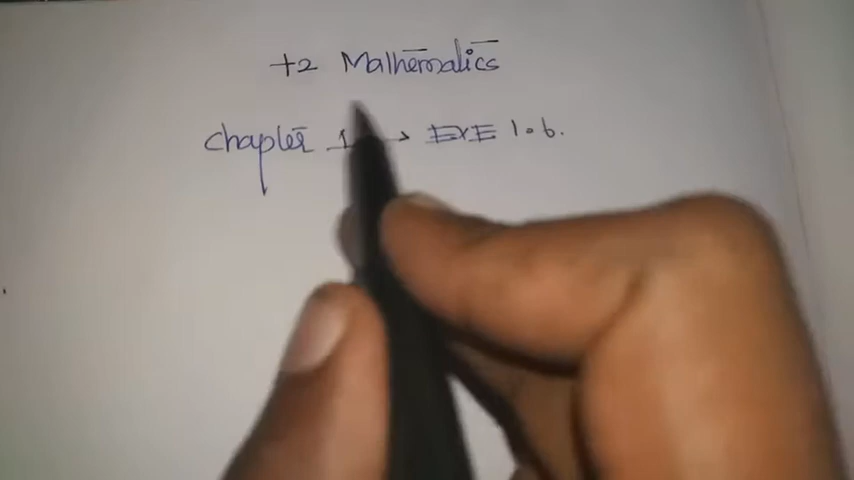 +2 Mathematics
Chapter 1 → EXE 1.6.